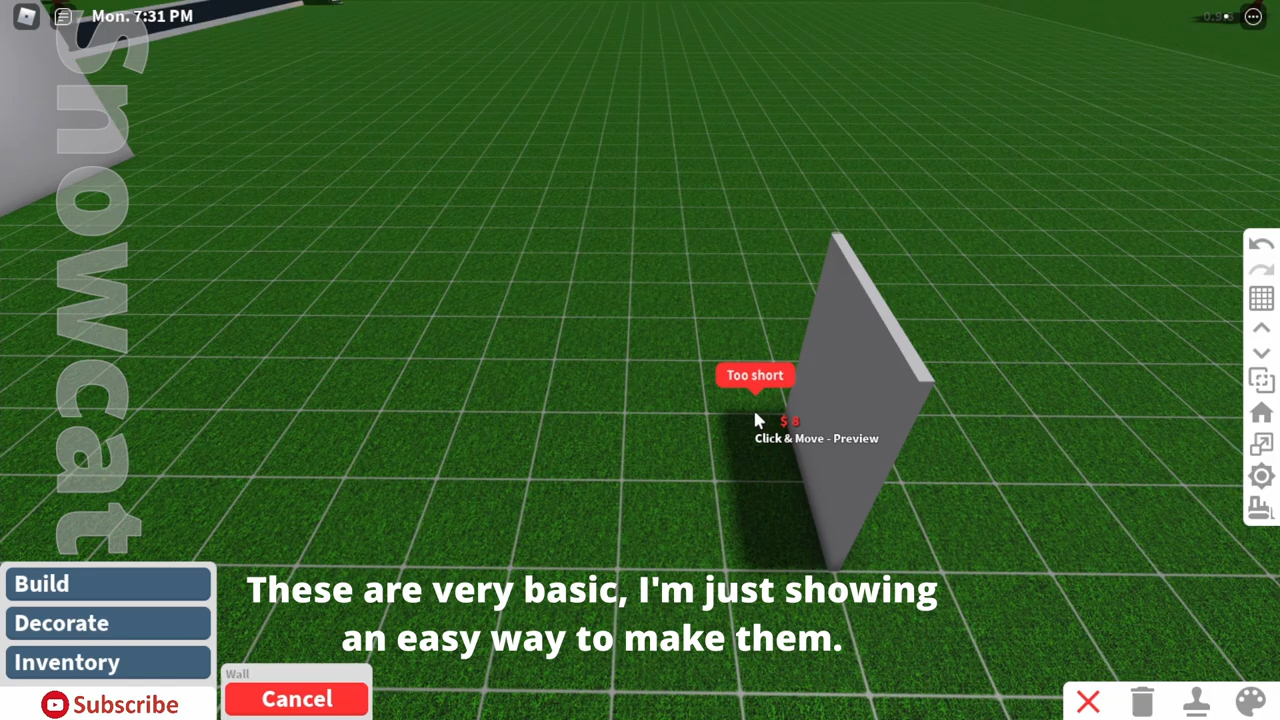 Mon. 7:31 PM
Snowcat
Too short
$ 8
Click & Move - Preview
These are very basic, I'm just showing
an easy way to make them.
Build
Decorate
Inventory
Subscribe
Wall
Cancel